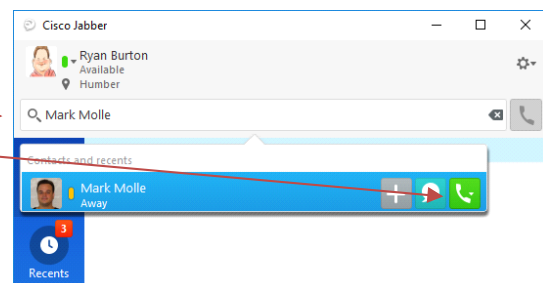 Cisco Jabber
Ryan Burton
Available
Humber
Mark Molle
Contacts and recents
Mark Molle
Away
3
Recents